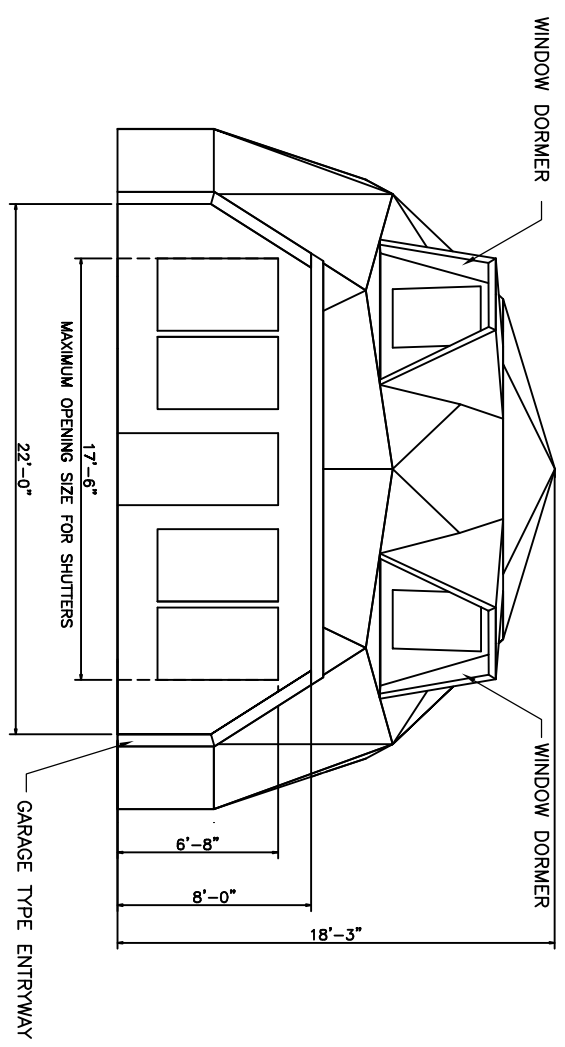 WINDOW DORMER
WINDOW DORMER
6'-8"
8'-0"
18'-3"
17'-6"
MAXIMUM OPENING SIZE FOR SHUTTERS
22'-0"
GARAGE TYPE ENTRYWAY